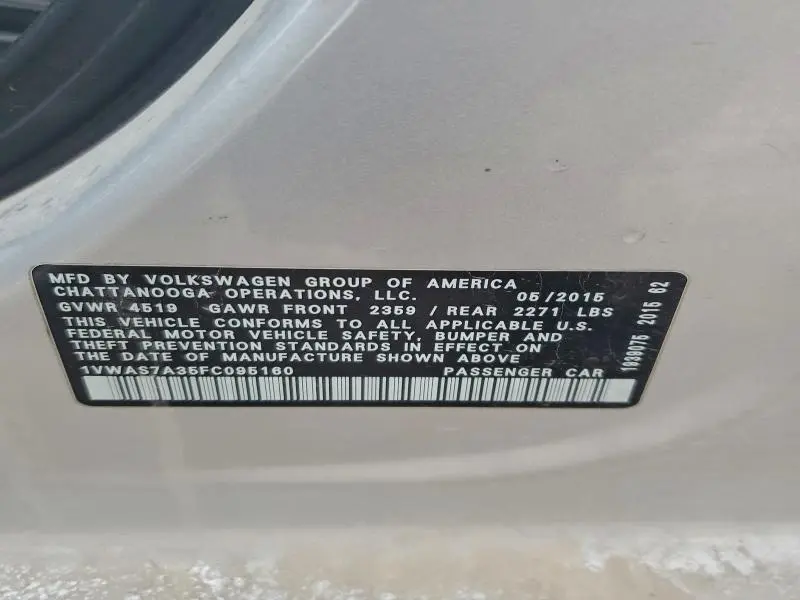 MFD BY VOLKSWAGEN GROUP OF AMERICA
CHATTANOOGA OPERATIONS, LLC. 05/2015
GVWR 4519 GAWR FRONT 2359 / REAR 2271 LBS
THIS VEHICLE CONFORMS TO ALL APPLICABLE U.S.
FEDERAL MOTOR VEHICLE SAFETY, BUMPER AND
THEFT PREVENTION STANDARDS IN EFFECT ON
THE DATE OF MANUFACTURE SHOWN ABOVE
1VWAS7A35FC095160 PASSENGER CAR
1939075 2015 62